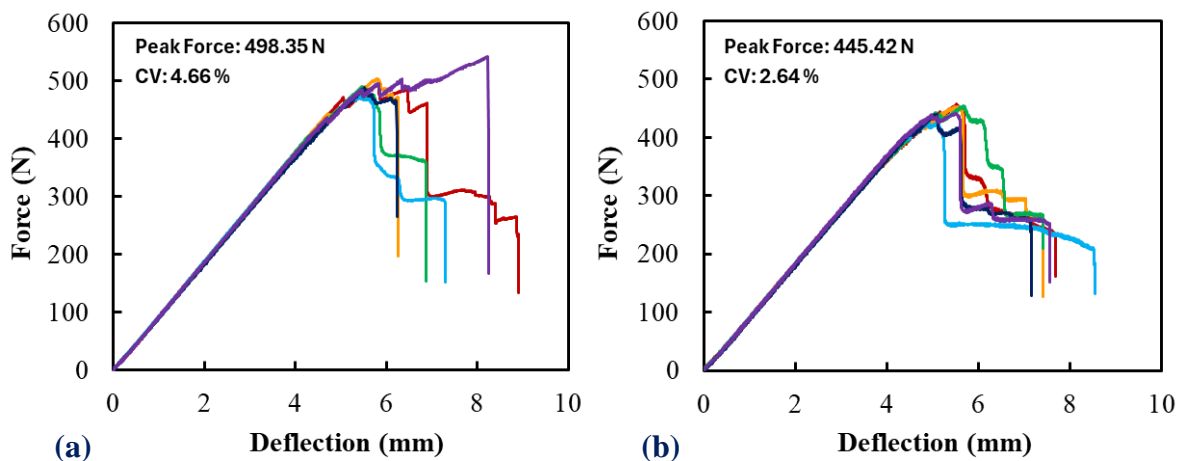 600
500
400
300
200
100
0
Force (N)
Peak Force: 498.35 N
CV: 4.66 %
0 2 4 6 8 10
Deflection (mm)
(a)
600
500
400
300
200
100
0
Force (N)
Peak Force: 445.42 N
CV: 2.64 %
0 2 4 6 8 10
Deflection (mm)
(b)